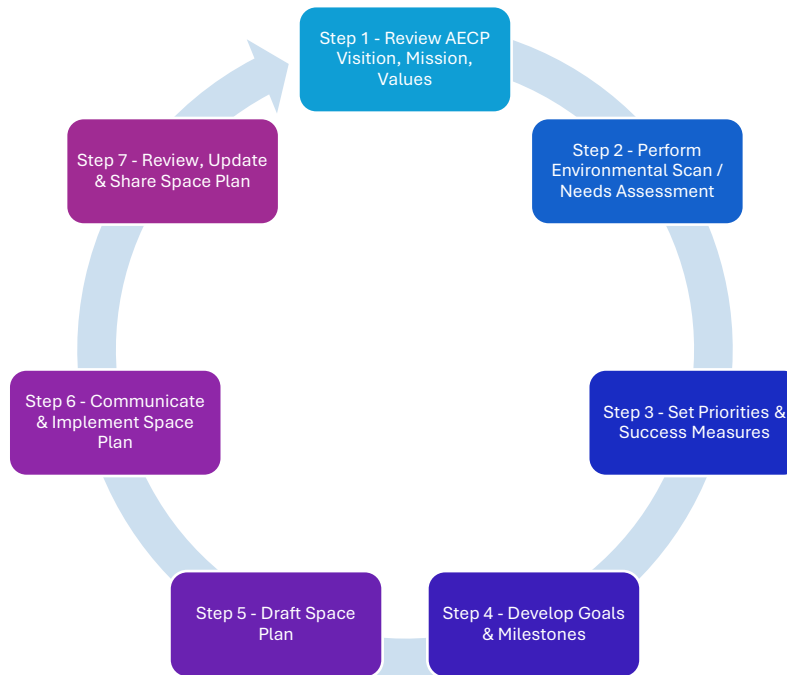 Step 1 - Review AECP
Visition, Mission,
Values
Step 2 - Perform
Environmental Scan /
Needs Assessment
Step 3 - Set Priorities &
Success Measures
Step 4 - Develop Goals
& Milestones
Step 5 - Draft Space
Plan
Step 6 - Communicate
& Implement Space
Plan
Step 7 - Review, Update
& Share Space Plan